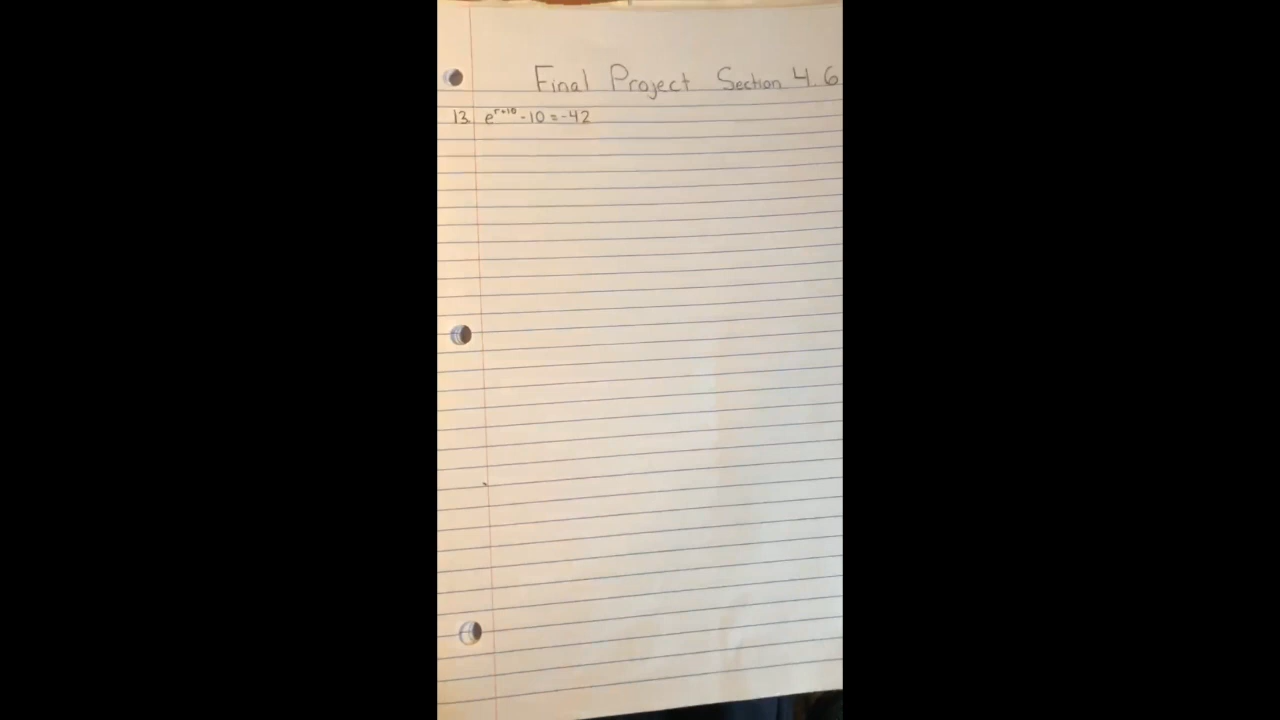 Final Project Section 4.6
13. e^{r+10} - 10 = -42